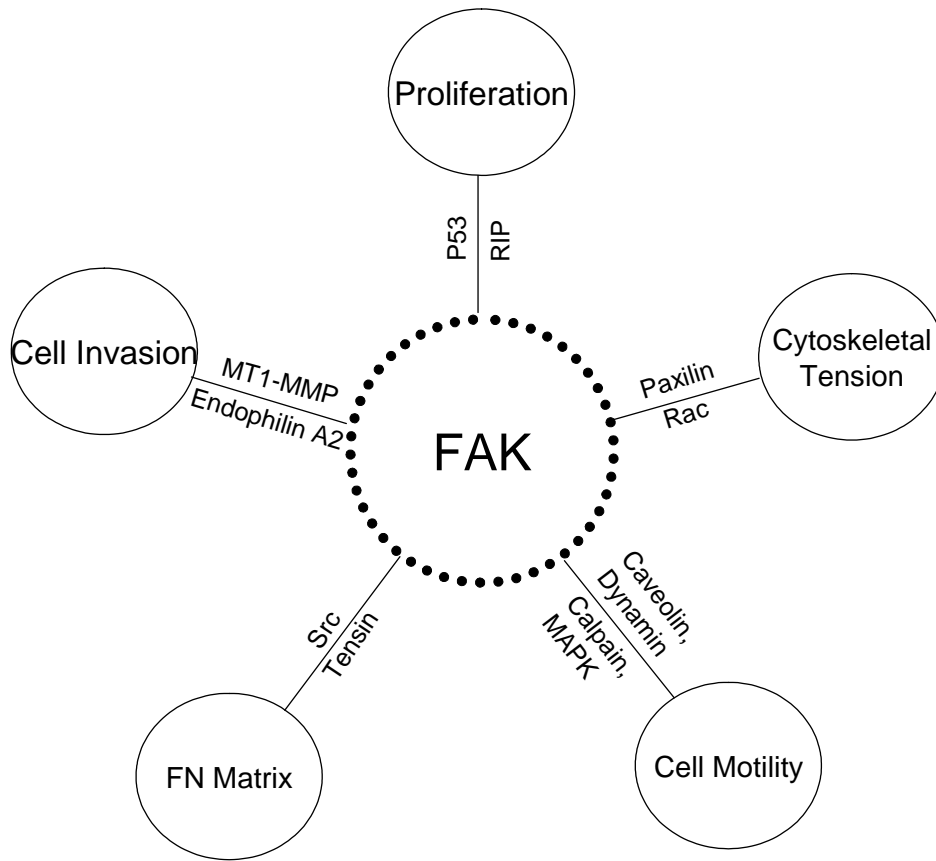 Proliferation
P53
RIP
Cell Invasion
MT1-MMP
Endophilin A2
Cytoskeletal
Tension
Paxilin
Rac
FAK
Src
Tensin
Caveolin,
Dynamin
Calpain,
MAPK
FN Matrix
Cell Motility